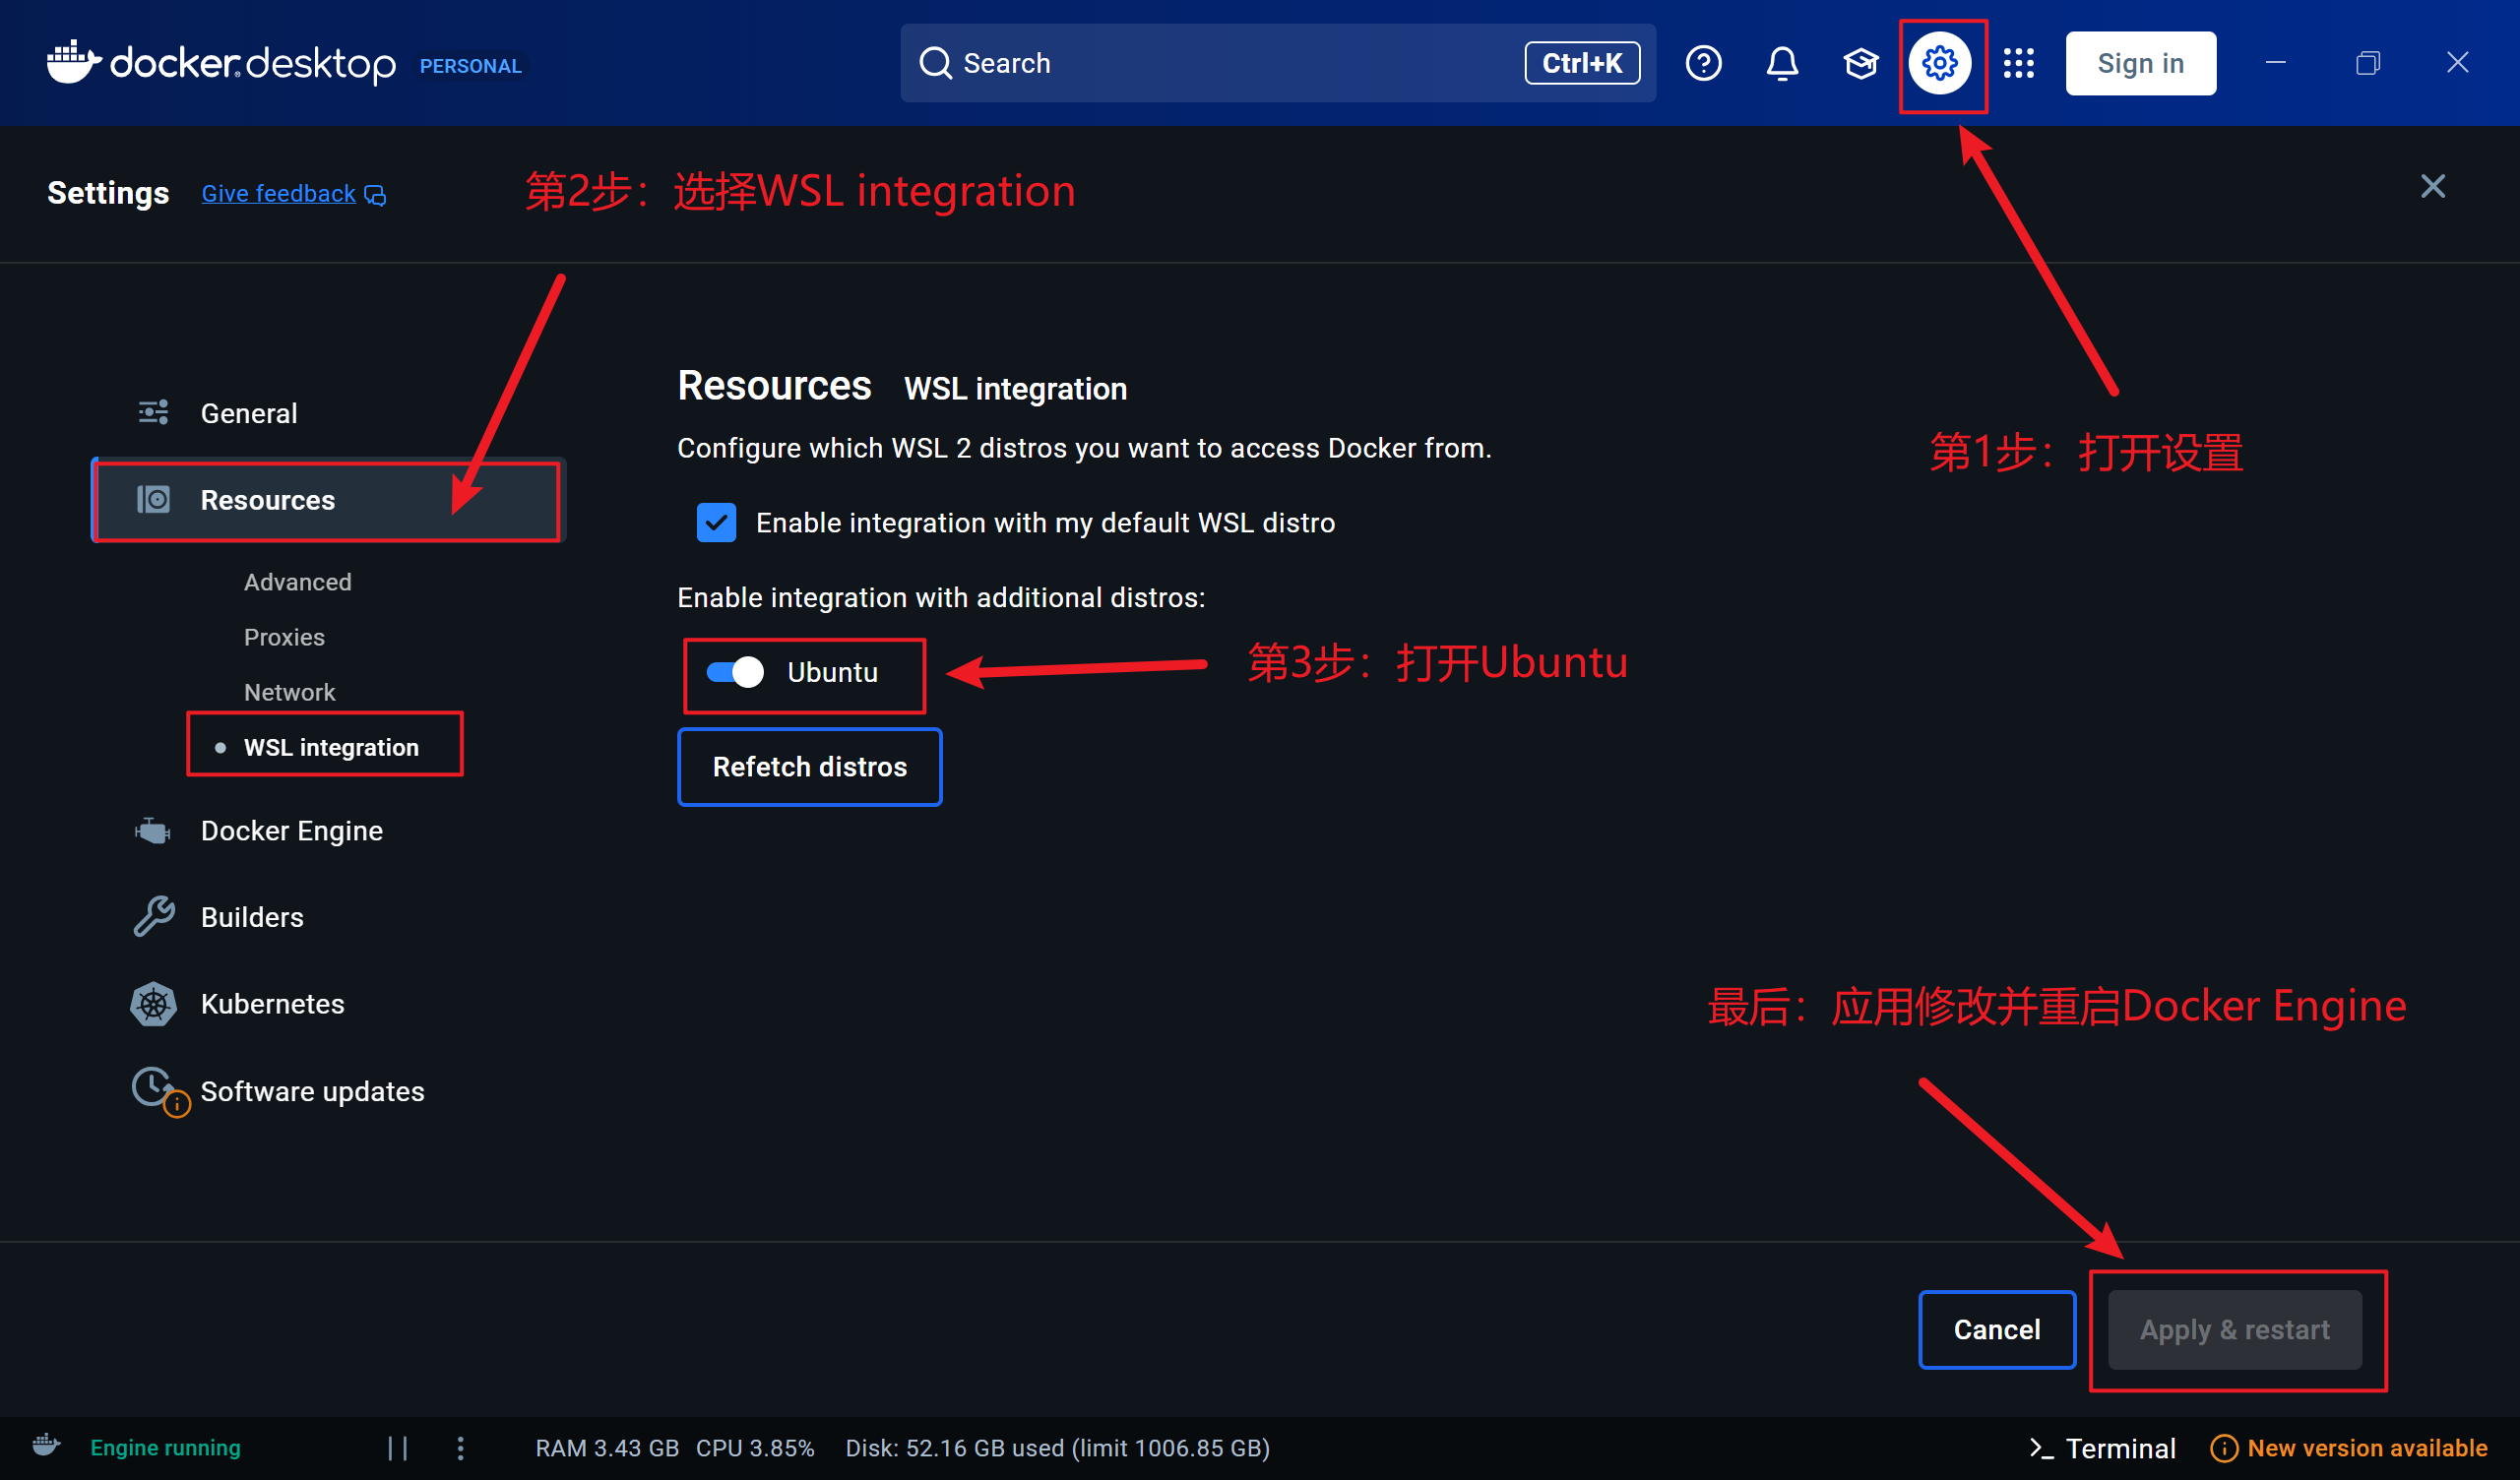 docker desktop PERSONAL
Search
Ctrl+K
Sign in
Settings
Give feedback
第2步：选择WSL integration
第1步：打开设置
General
Resources
Advanced
Proxies
Network
WSL integration
Docker Engine
Builders
Kubernetes
Software updates
Resources WSL integration
Configure which WSL 2 distros you want to access Docker from.
Enable integration with my default WSL distro
Enable integration with additional distros:
Ubuntu
第3步：打开Ubuntu
Refetch distros
最后：应用修改并重启Docker Engine
Cancel
Apply & restart
Engine running
RAM 3.43 GB CPU 3.85% Disk: 52.16 GB used (limit 1006.85 GB)
Terminal
New version available